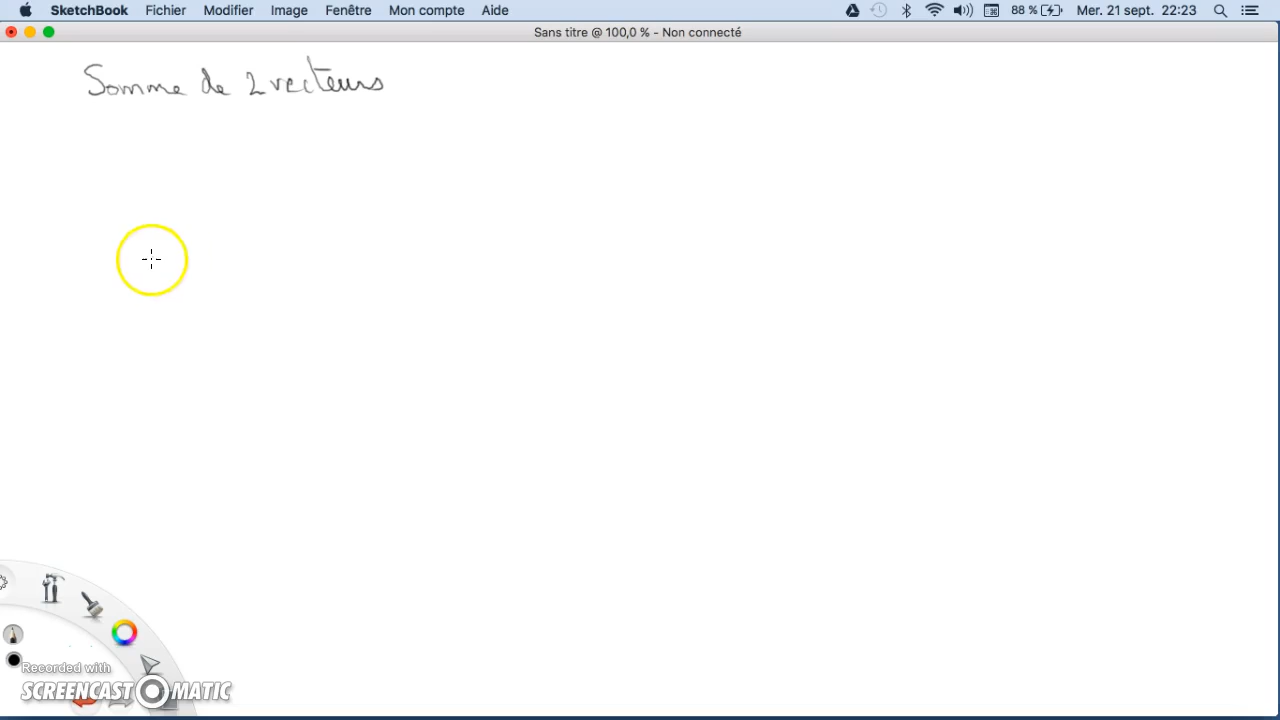 SketchBook Fichier Modifier Image Fenêtre Mon compte Aide 88 % Mer. 21 sept. 22:23
Sans titre @ 100,0 % - Non connecté
Somme de 2 vecteurs
Recorded with
SCREENCAST MATIC